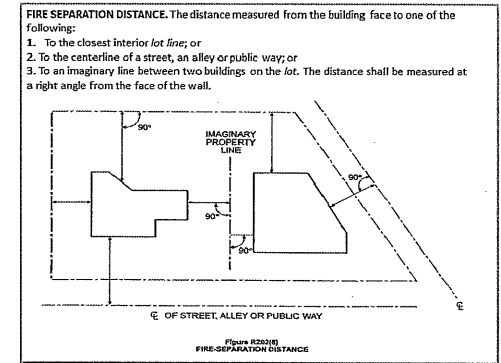 FIRE SEPARATION DISTANCE. The distance measured from the building face to one of the
following:
1. To the closest interior lot line; or
2. To the centerline of a street, an alley or public way; or
3. To an imaginary line between two buildings on the lot. The distance shall be measured at
a right angle from the face of the wall.
90°
IMAGINARY
PROPERTY
LINE
90°
90°
90°
℄
℄ OF STREET, ALLEY OR PUBLIC WAY
Figure R202(6)
FIRE-SEPARATION DISTANCE